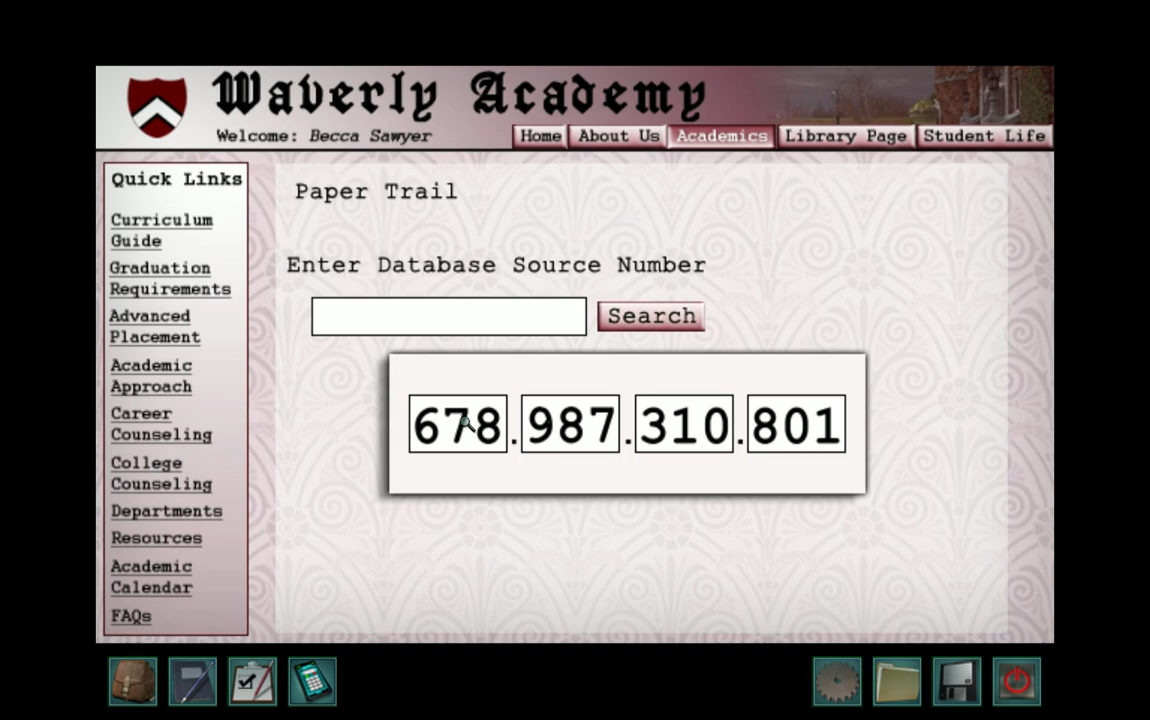 Waverly Academy
Welcome: Becca Sawyer
Home About Us Academics Library Page Student Life
Quick Links
Curriculum
Guide
Graduation
Requirements
Advanced
Placement
Academic
Approach
Career
Counseling
College
Counseling
Departments
Resources
Academic
Calendar
FAQs
Paper Trail
Enter Database Source Number
Search
678.987.310.801